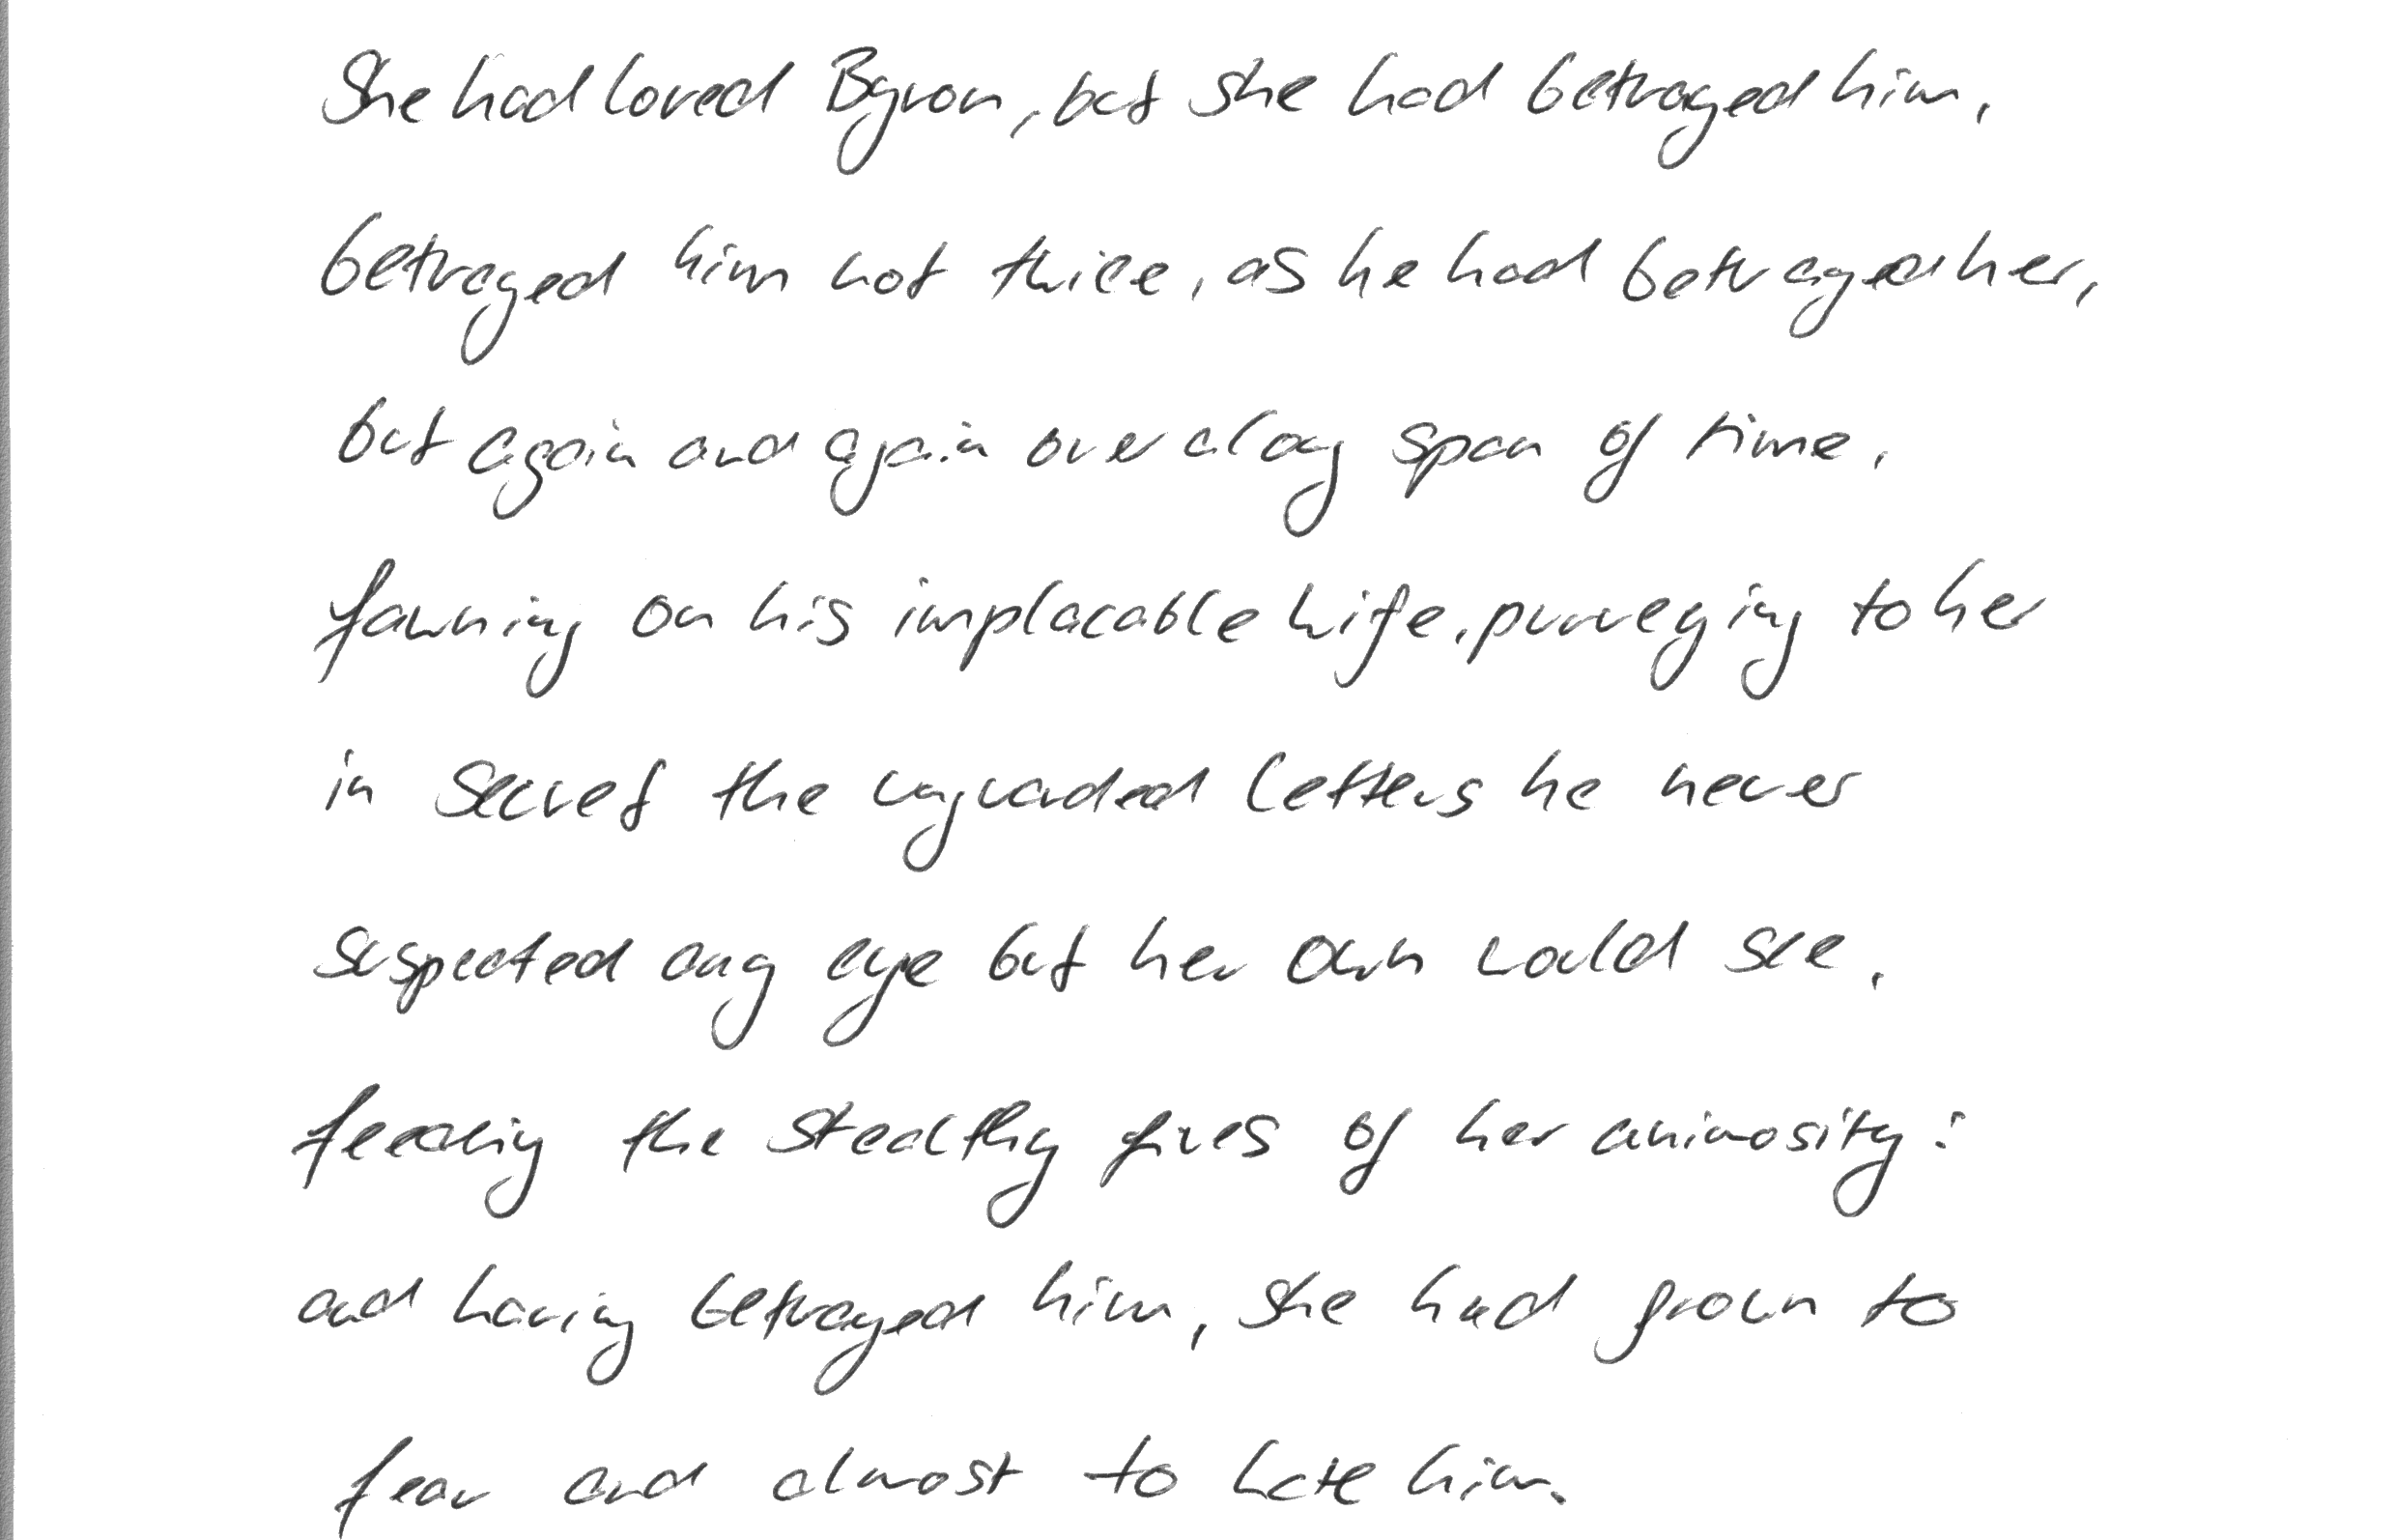 She had loved Byron, but she had betrayed him,
betrayed him not twice, as he had betrayed her,
but again and again over a long span of time,
fawning on his implacable wife, purveying to her
in secret the unguarded letters he never
suspected any eye but her own would see,
feeding the stealthy fires of her animosity:
and having betrayed him, she had grown to
fear and almost to hate him.